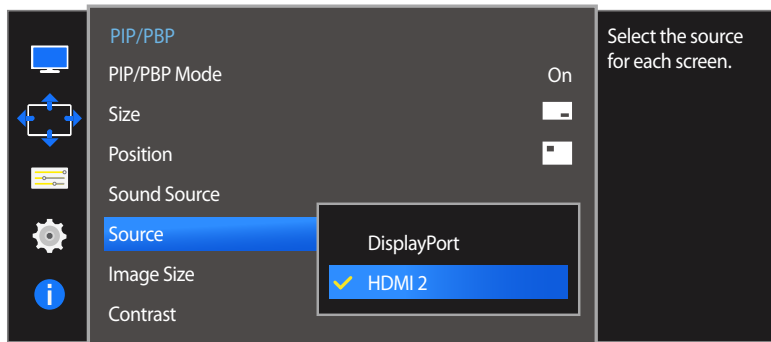 PIP/PBP
PIP/PBP Mode On
Size
Position
Sound Source
Source
Image Size
Contrast
DisplayPort
HDMI 2
Select the source
for each screen.